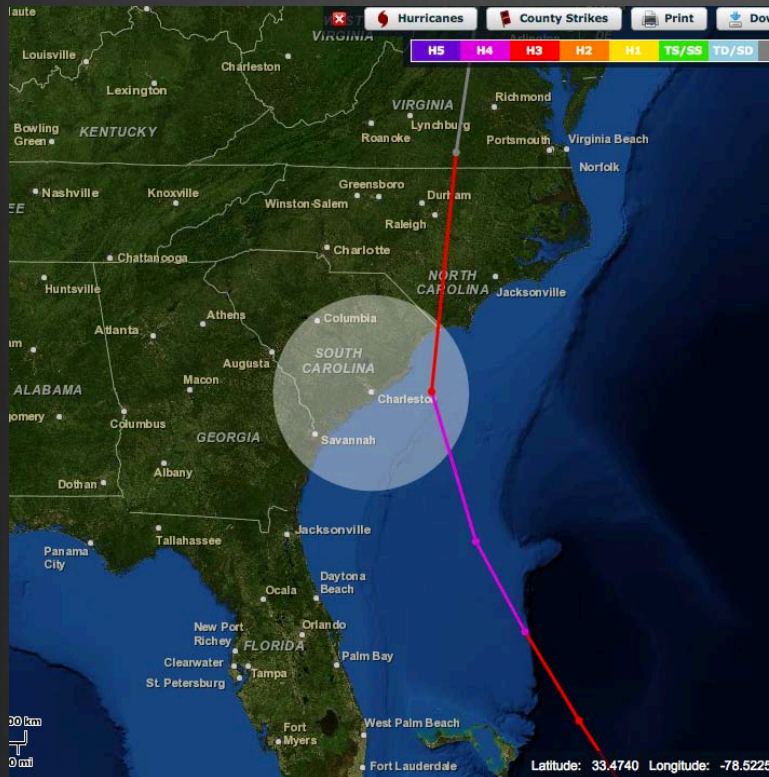 Hurricanes
County Strikes
Print
WEST
VIRGINIA
H5
H4
H3
H2
H1
TS/SS
TD/SD
Louisville
Charleston
Lexington
VIRGINIA
Richmond
Lynchburg
Bowling
Green
KENTUCKY
Roanoke
Portsmouth
Virginia Beach
Norfolk
Nashville
Knoxville
Greensboro
Winston-Salem
Durham
Raleigh
Charlotte
Chattanooga
NORTH
CAROLINA
Huntsville
Jacksonville
Athens
Columbia
Atlanta
SOUTH
CAROLINA
Augusta
Macon
ALABAMA
Charleston
Columbus
GEORGIA
Savannah
Albany
Dothan
Jacksonville
Tallahassee
Panama
City
Daytona
Beach
Ocala
New Port
Richey
Orlando
FLORIDA
Clearwater
Palm Bay
Tampa
St. Petersburg
Fort
Myers
West Palm Beach
Fort Lauderdale
Latitude: 33.4740 Longitude: -78.5225